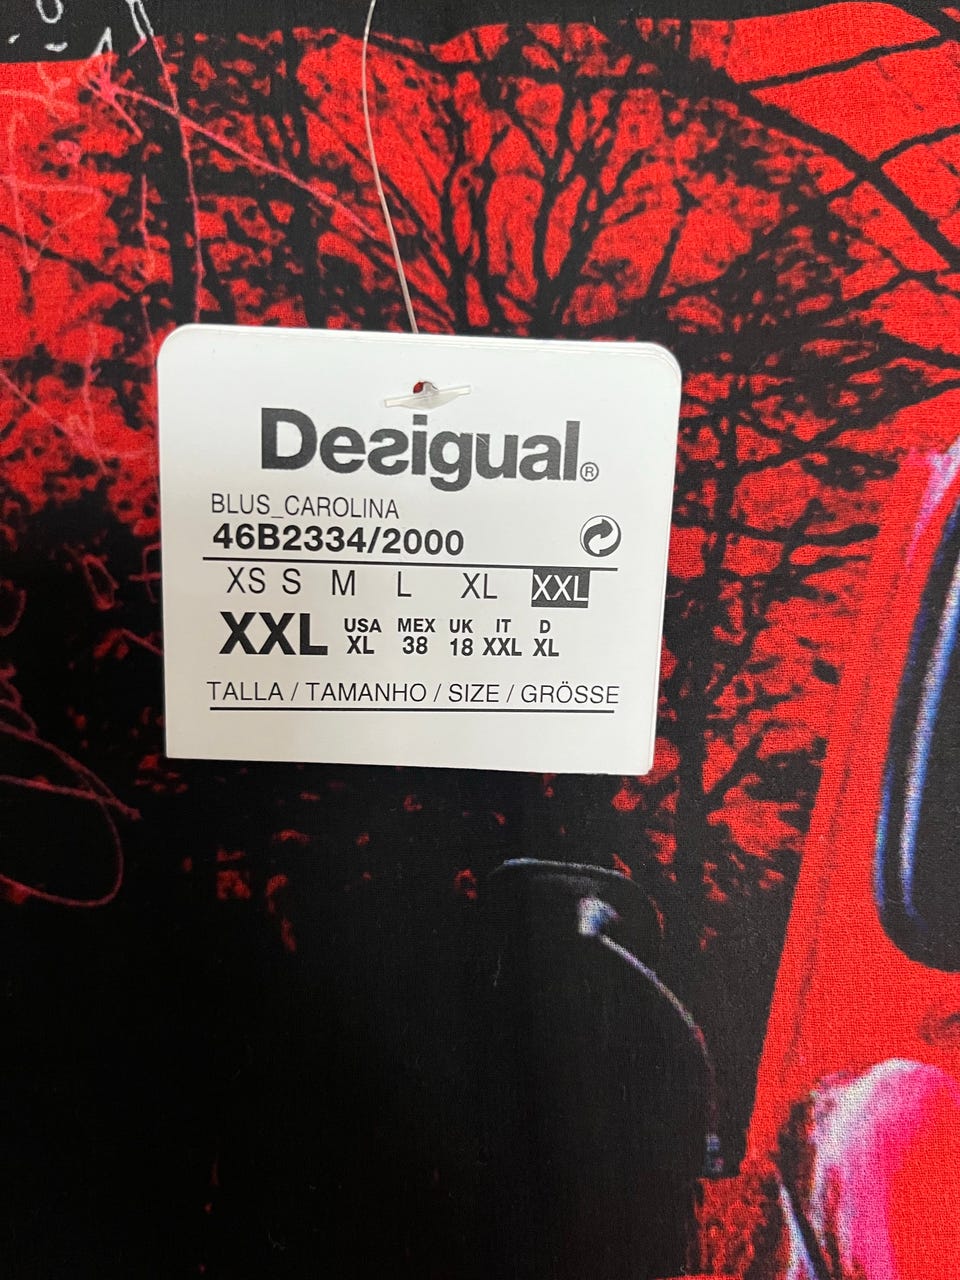 Desigual®
BLUS_CAROLINA
46B2334/2000
XS S M L XL XXL
XXL USA XL MEX 38 UK 18 IT XXL D XL
TALLA / TAMANHO / SIZE / GRÖSSE